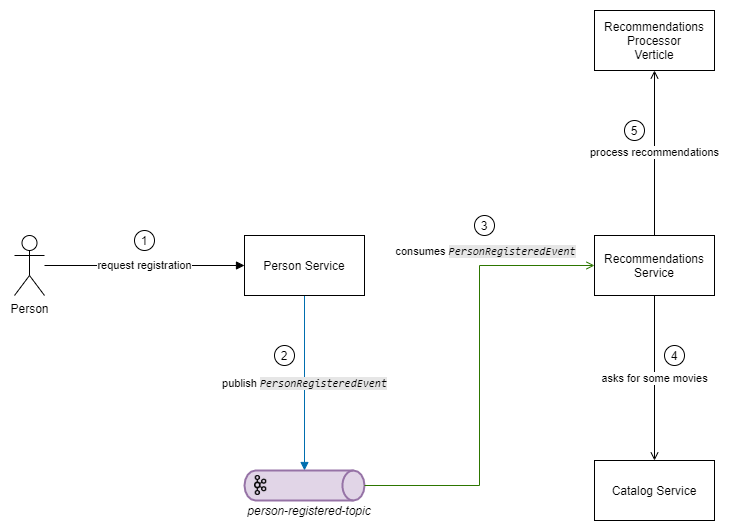 Recommendations
Processor
Verticle
5
process recommendations
3
consumes PersonRegisteredEvent
1
request registration
Person Service
Recommendations
Service
Person
2
publish PersonRegisteredEvent
4
asks for some movies
person-registered-topic
Catalog Service